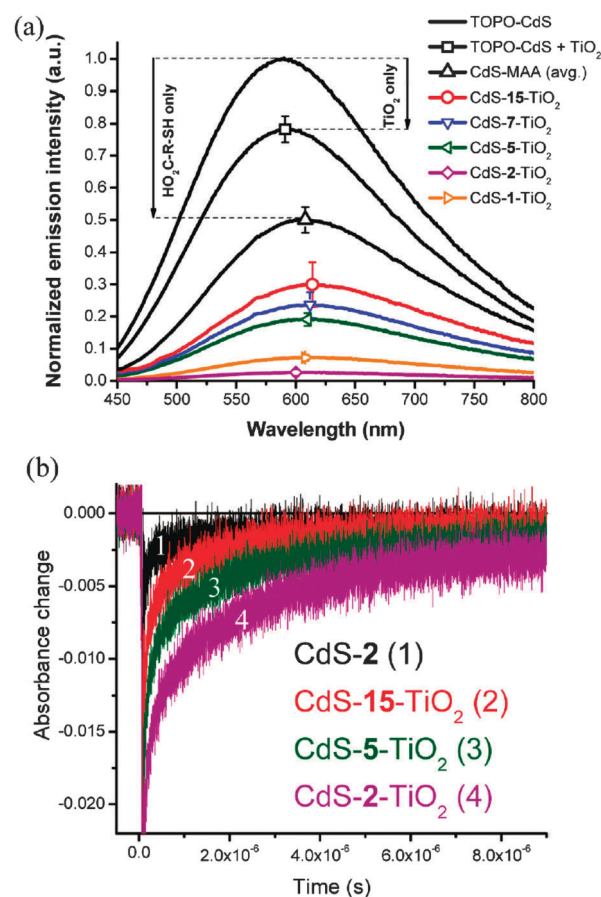 (a)
Normalized emission intensity (a.u.)
1.0
0.9
0.8
0.7
0.6
0.5
0.4
0.3
0.2
0.1
0.0
HO₂C-R-SH only
TiO₂ only
TOPO-CdS
TOPO-CdS + TiO₂
CdS-MAA (avg.)
CdS-15-TiO₂
CdS-7-TiO₂
CdS-5-TiO₂
CdS-2-TiO₂
CdS-1-TiO₂
450 500 550 600 650 700 750 800
Wavelength (nm)
(b)
Absorbance change
0.000
-0.005
-0.010
-0.015
-0.020
1
2
3
4
CdS-2 (1)
CdS-15-TiO₂ (2)
CdS-5-TiO₂ (3)
CdS-2-TiO₂ (4)
0.0 2.0x10⁻⁶ 4.0x10⁻⁶ 6.0x10⁻⁶ 8.0x10⁻⁶
Time (s)